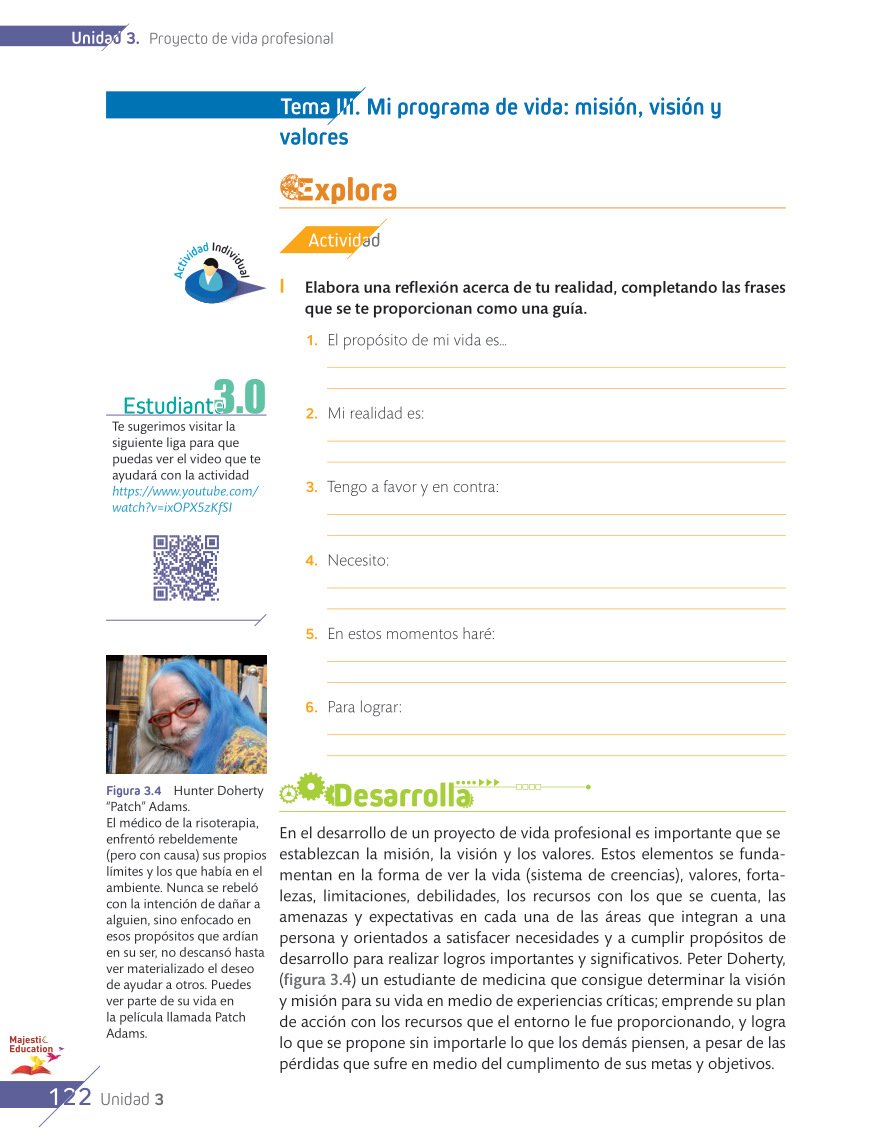 Unidad 3. Proyecto de vida profesional
Tema III. Mi programa de vida: misión, visión y
valores
Explora
Actividad
Actividad Individual
I Elabora una reflexión acerca de tu realidad, completando las frases
que se te proporcionan como una guía.
1. El propósito de mi vida es...
2. Mi realidad es:
3. Tengo a favor y en contra:
4. Necesito:
5. En estos momentos haré:
6. Para lograr:
Estudiante 3.0
Te sugerimos visitar la
siguiente liga para que
puedas ver el video que te
ayudará con la actividad
https://www.youtube.com/
watch?v=ixOPX5zKfSI
Figura 3.4 Hunter Doherty
“Patch” Adams.
El médico de la risoterapia,
enfrentó rebeldemente
(pero con causa) sus propios
límites y los que había en el
ambiente. Nunca se rebeló
con la intención de dañar a
alguien, sino enfocado en
esos propósitos que ardían
en su ser, no descansó hasta
ver materializado el deseo
de ayudar a otros. Puedes
ver parte de su vida en
la película llamada Patch
Adams.
Desarrolla
En el desarrollo de un proyecto de vida profesional es importante que se
establezcan la misión, la visión y los valores. Estos elementos se funda-
mentan en la forma de ver la vida (sistema de creencias), valores, forta-
lezas, limitaciones, debilidades, los recursos con los que se cuenta, las
amenazas y expectativas en cada una de las áreas que integran a una
persona y orientados a satisfacer necesidades y a cumplir propósitos de
desarrollo para realizar logros importantes y significativos. Peter Doherty,
(figura 3.4) un estudiante de medicina que consigue determinar la visión
y misión para su vida en medio de experiencias críticas; emprende su plan
de acción con los recursos que el entorno le fue proporcionando, y logra
lo que se propone sin importarle lo que los demás piensen, a pesar de las
pérdidas que sufre en medio del cumplimento de sus metas y objetivos.
Majestic
Education
122 Unidad 3